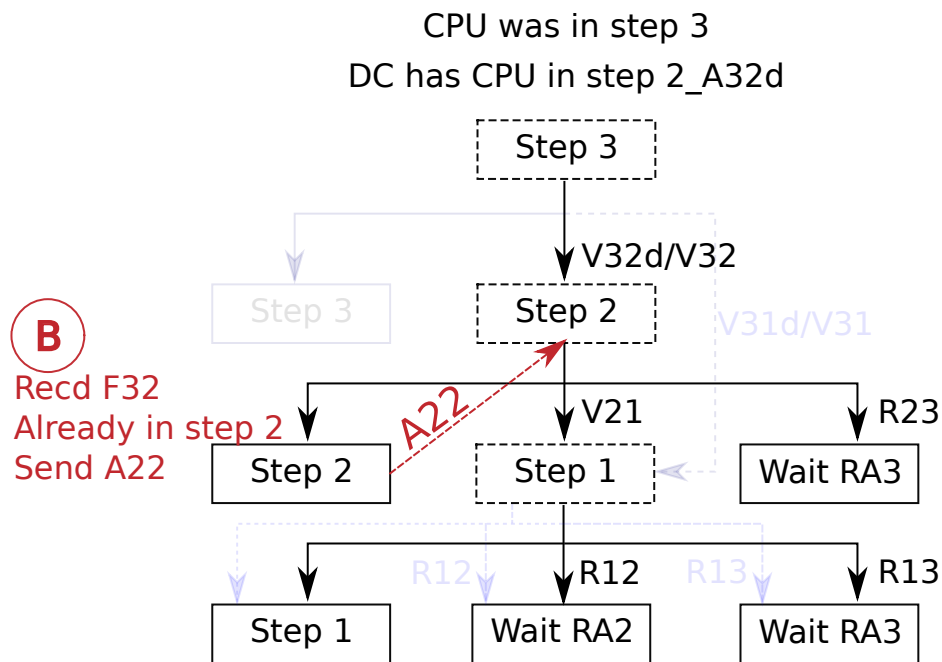 CPU was in step 3
DC has CPU in step 2_A32d
Step 3
V32d/V32
Step 3
Step 2
V31d/V31
B
Recd F32
Already in step 2
Send A22
A22
V21
R23
Step 2
Step 1
Wait RA3
R12
R12
R13
R13
Step 1
Wait RA2
Wait RA3